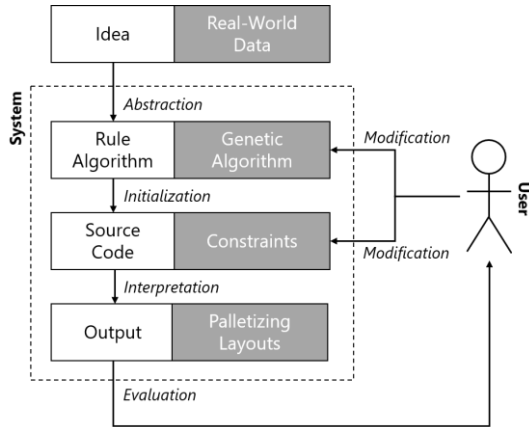 Idea
Real-World
Data
Abstraction
System
Rule
Algorithm
Genetic
Algorithm
Modification
Initialization
User
Source
Code
Constraints
Modification
Interpretation
Output
Palletizing
Layouts
Evaluation